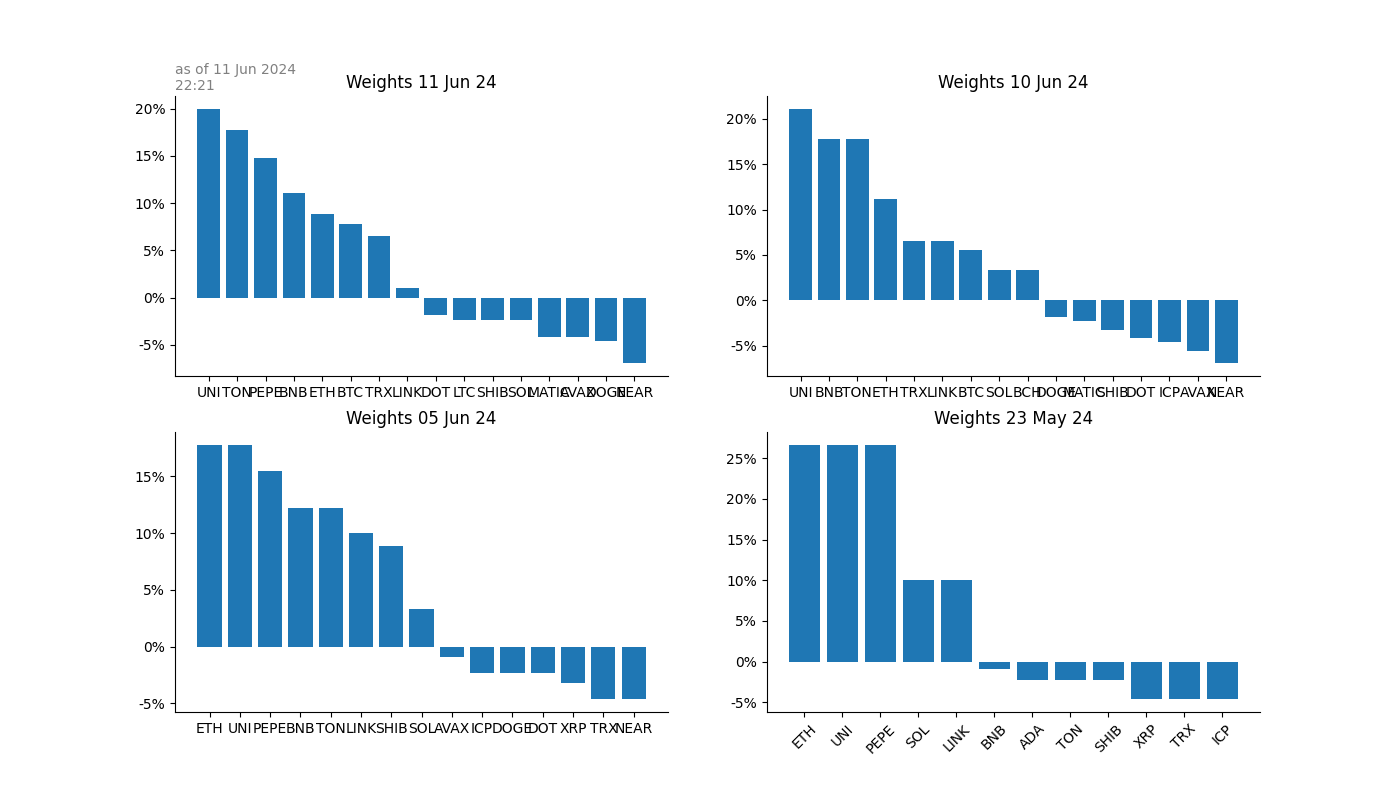 as of 11 Jun 2024
22:21
Weights 11 Jun 24
20%
15%
10%
5%
0%
-5%
UNI TON PEPE BNB ETH BTC TRX LINK DOT LTC SHIB SOL MATIC AVAX DOGE NEAR
Weights 10 Jun 24
20%
15%
10%
5%
0%
-5%
UNI BNB TON ETH TRX LINK BTC SOL BCH DOGE MATIC SHIB DOT ICP AVAX NEAR
Weights 05 Jun 24
15%
10%
5%
0%
-5%
ETH UNI PEPE BNB TON LINK SHIB SOL AVAX ICP DOGE DOT XRP TRX NEAR
Weights 23 May 24
25%
20%
15%
10%
5%
0%
-5%
ETH UNI PEPE SOL LINK BNB ADA TON SHIB XRP TRX ICP